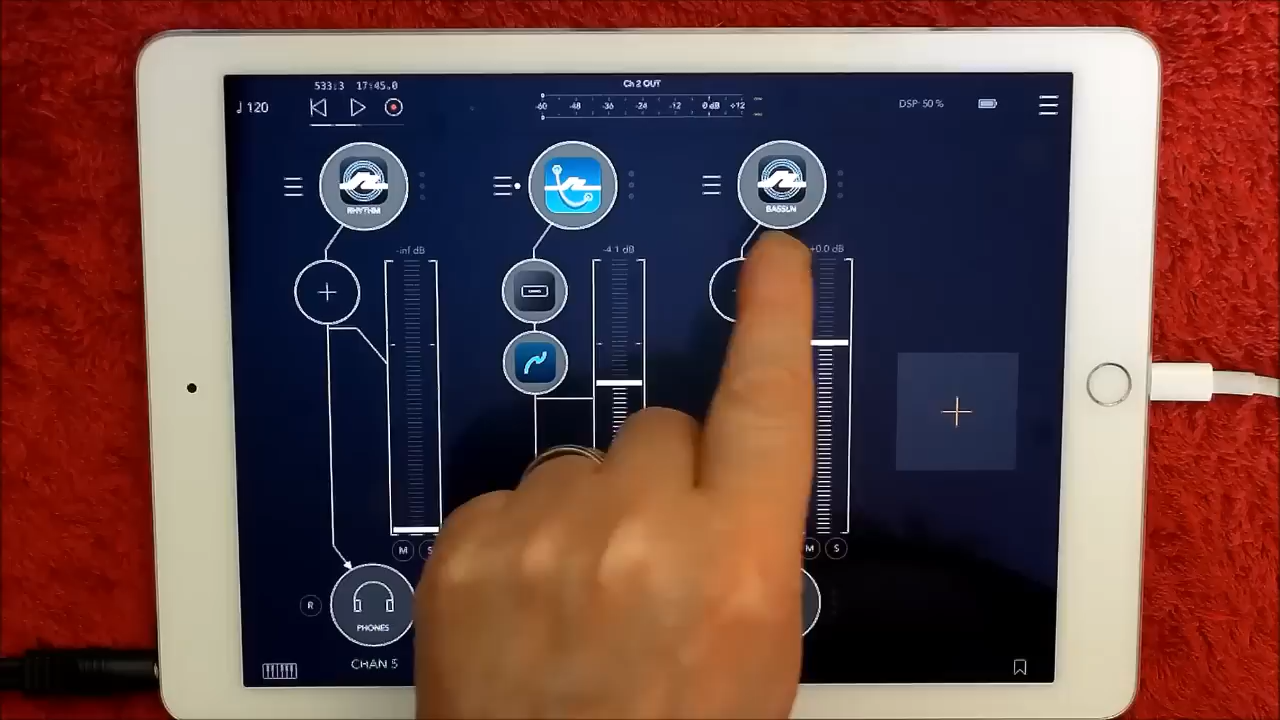 533:3 17:45.0
Ch 2 OUT
♩ 120
-60 -48 -36 -24 -12 0 dB +12
DSP: 50 %
RHYTHM
BASSLN
-inf dB
-4.1 dB
+0.0 dB
M S
M S
R
PHONES
CHAN 5